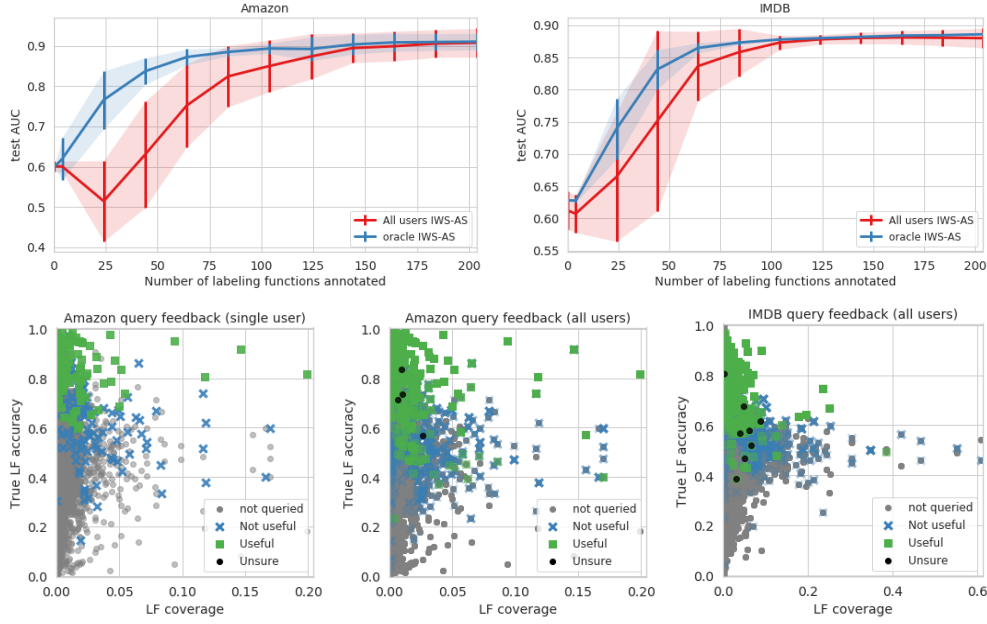 Amazon
IMDB
test AUC
0.9
0.8
0.7
0.6
0.5
0.4
All users IWS-AS
oracle IWS-AS
0 25 50 75 100 125 150 175 200
Number of labeling functions annotated
test AUC
0.90
0.85
0.80
0.75
0.70
0.65
0.60
0.55
All users IWS-AS
oracle IWS-AS
0 25 50 75 100 125 150 175 200
Number of labeling functions annotated
Amazon query feedback (single user)
True LF accuracy
1.0
0.8
0.6
0.4
0.2
0.0
not queried
Not useful
Useful
Unsure
0.00 0.05 0.10 0.15 0.20
LF coverage
Amazon query feedback (all users)
True LF accuracy
1.0
0.8
0.6
0.4
0.2
0.0
not queried
Not useful
Useful
Unsure
0.00 0.05 0.10 0.15 0.20
LF coverage
IMDB query feedback (all users)
True LF accuracy
1.0
0.8
0.6
0.4
0.2
0.0
not queried
Not useful
Useful
Unsure
0.0 0.1 0.2 0.3 0.4 0.5 0.6
LF coverage